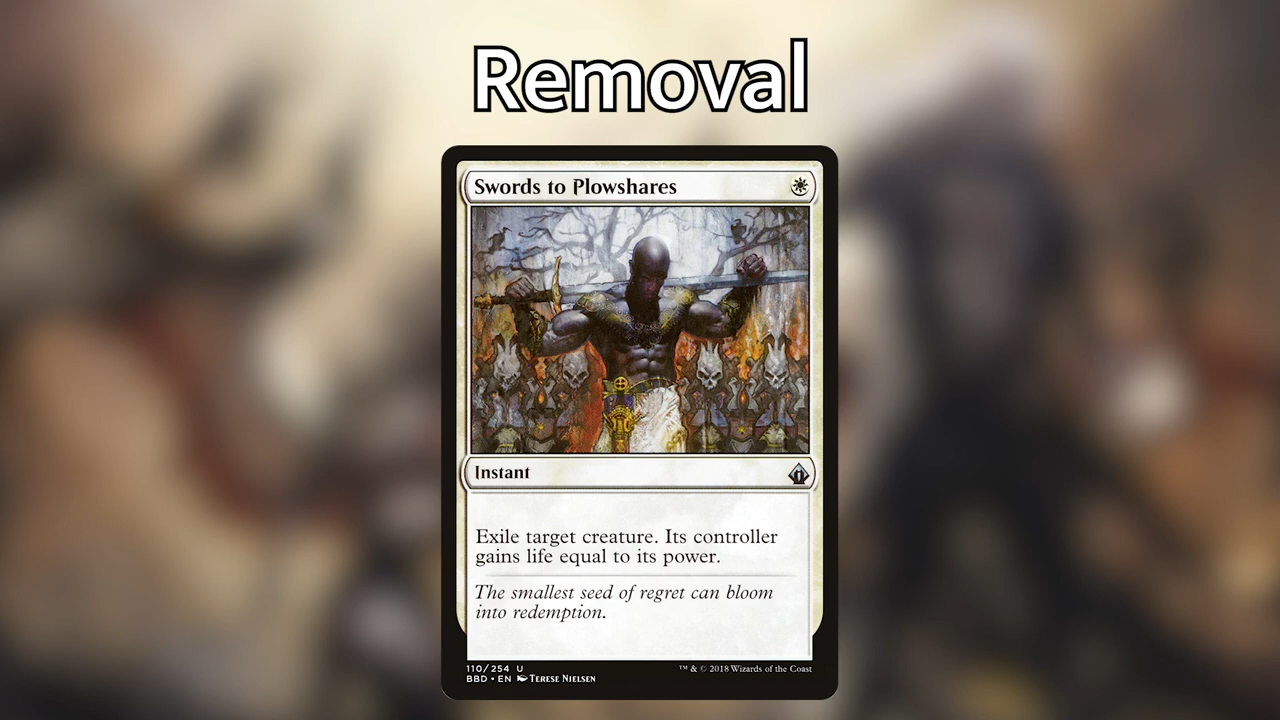 Removal
Swords to Plowshares
Instant
Exile target creature. Its controller
gains life equal to its power.
The smallest seed of regret can bloom
into redemption.
110/254 U
™ & © 2018 Wizards of the Coast
BBD • EN Terese Nielsen